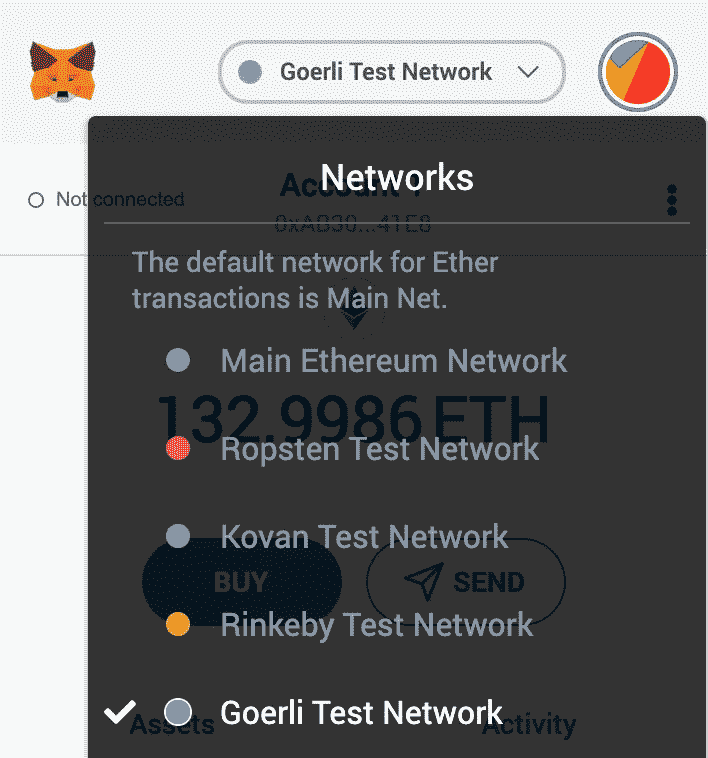 Goerli Test Network
Networks
Not connected
Account 1
0xAB30...41E8
The default network for Ether
transactions is Main Net.
Main Ethereum Network
132.9986 ETH
Ropsten Test Network
Kovan Test Network
BUY
SEND
Rinkeby Test Network
Goerli Test Network
Assets
Activity